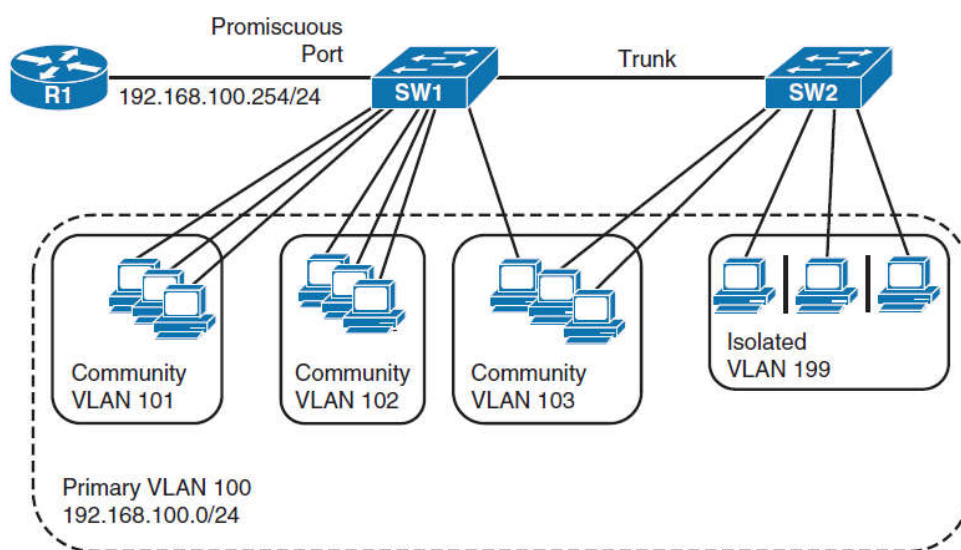 Promiscuous
Port
Trunk
R1
192.168.100.254/24
SW1
SW2
Community
VLAN 101
Community
VLAN 102
Community
VLAN 103
Isolated
VLAN 199
Primary VLAN 100
192.168.100.0/24